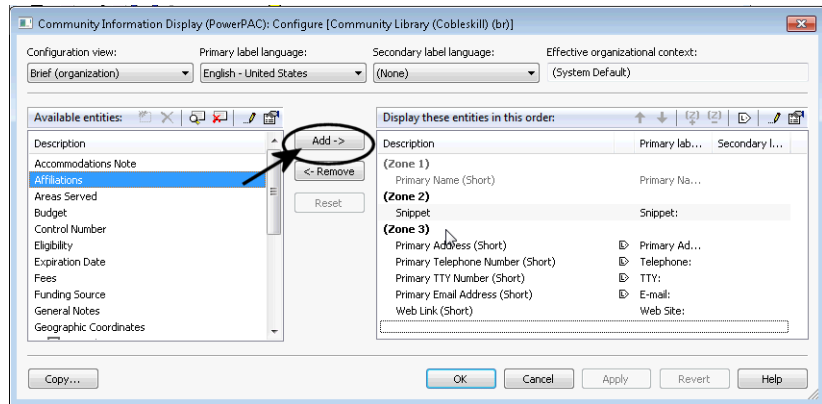 Community Information Display (PowerPAC): Configure [Community Library (Cobleskill) (br)]
Configuration view: Primary label language: Secondary label language: Effective organizational context:
Brief (organization) English - United States (None) (System Default)
Available entities: Display these entities in this order:
Description Add -> Description Primary lab... Secondary l...
Accommodations Note (Zone 1)
Affiliations <- Remove Primary Name (Short) Primary Na...
Areas Served (Zone 2)
Budget Reset Snippet Snippet:
Control Number (Zone 3)
Eligibility Primary Address (Short) Primary Ad...
Expiration Date Primary Telephone Number (Short) Telephone:
Fees Primary TTY Number (Short) TTY:
Funding Source Primary Email Address (Short) E-mail:
General Notes Web Link (Short) Web Site:
Geographic Coordinates
Copy... OK Cancel Apply Revert Help